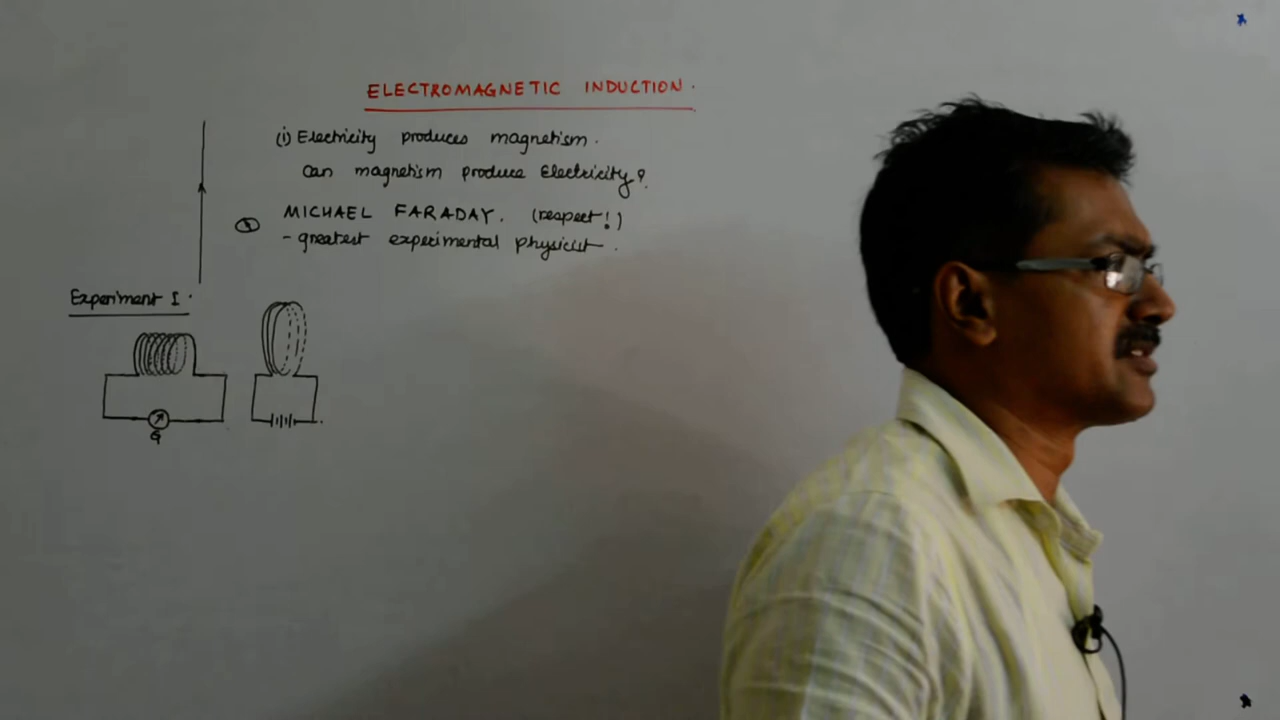 ELECTROMAGNETIC INDUCTION.
(i) Electricity produces magnetism.
Can magnetism produce Electricity?
MICHAEL FARADAY. (respect!)
- greatest experimental physicist.
Experiment I.
G